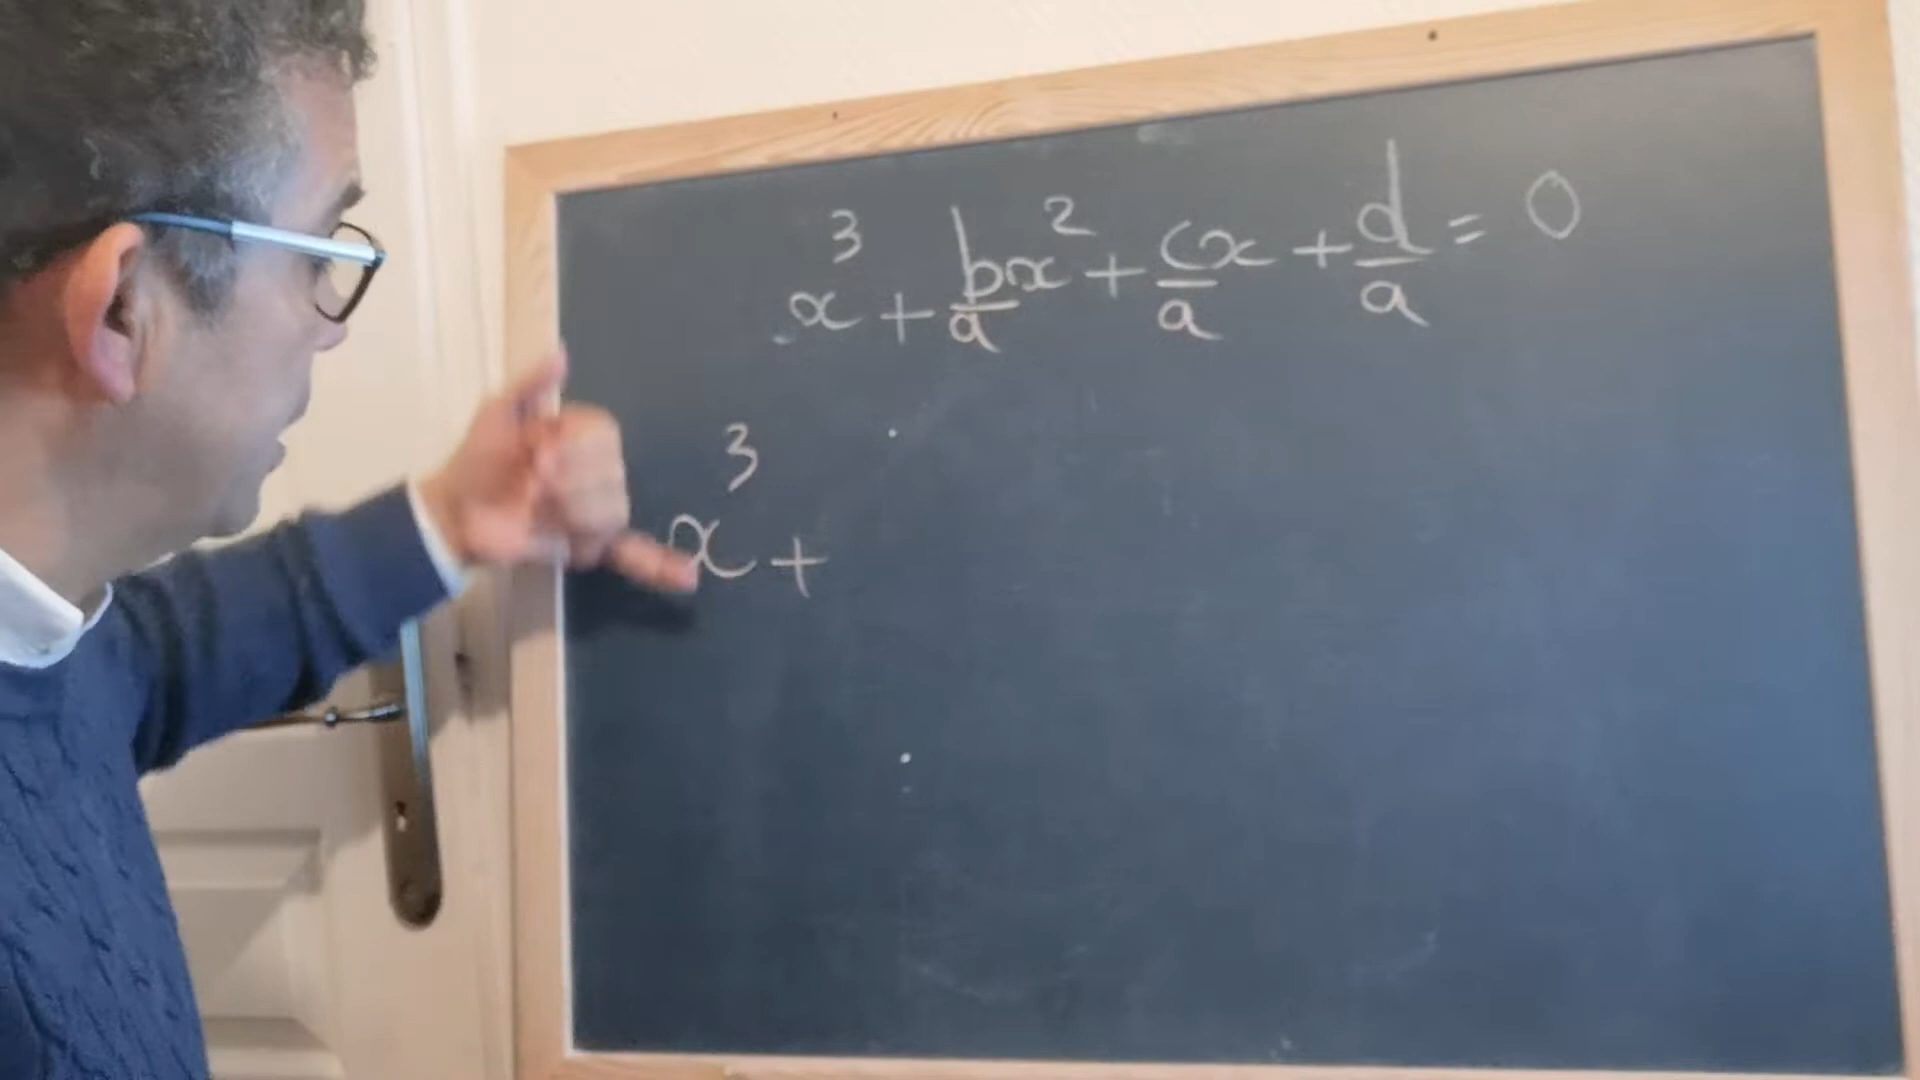 x³ + b/a x² + c/a x + d/a = 0
x³ +